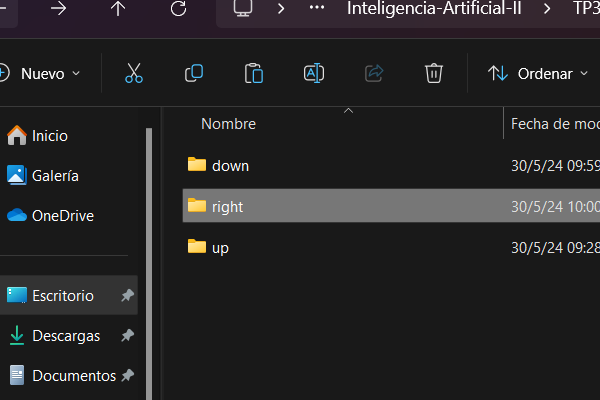 Inteligencia-Artificial-II
TP3
Nuevo
Ordenar
Nombre
Fecha de mod
Inicio
down
30/5/24 09:59
Galería
right
30/5/24 10:00
OneDrive
up
30/5/24 09:28
Escritorio
Descargas
Documentos